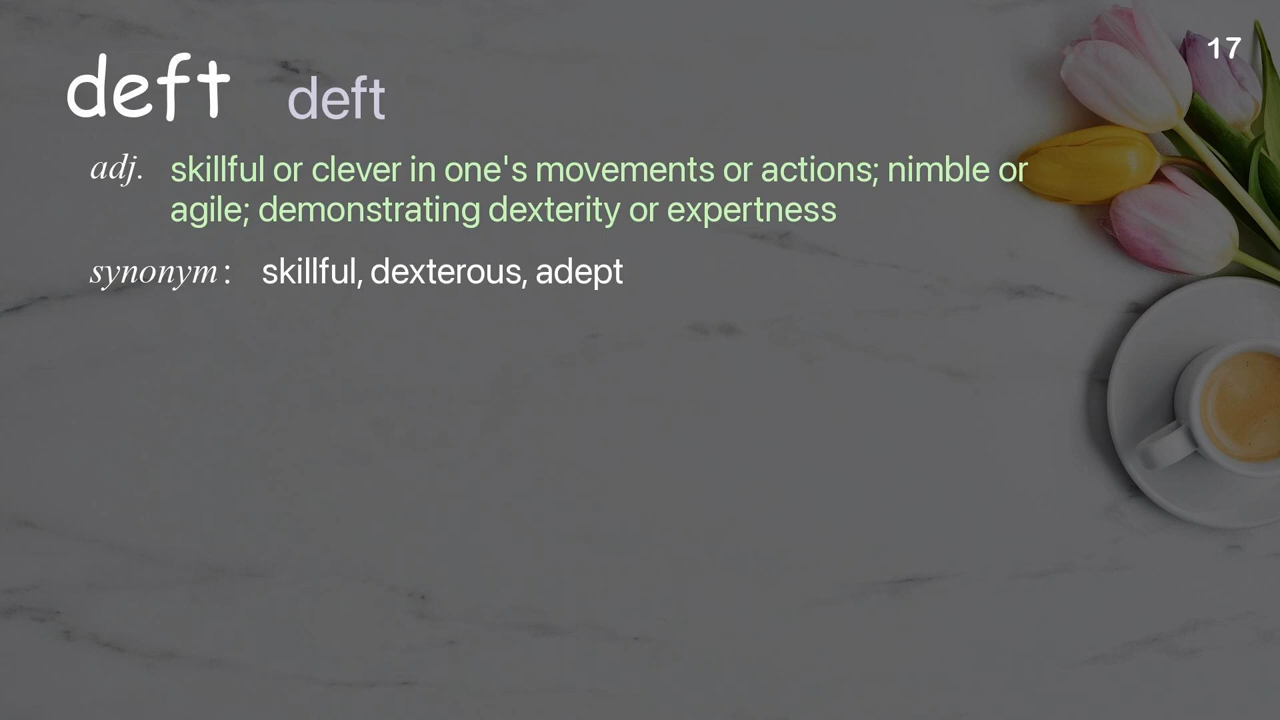 17
deft deft
adj. skillful or clever in one's movements or actions; nimble or
agile; demonstrating dexterity or expertness
synonym: skillful, dexterous, adept